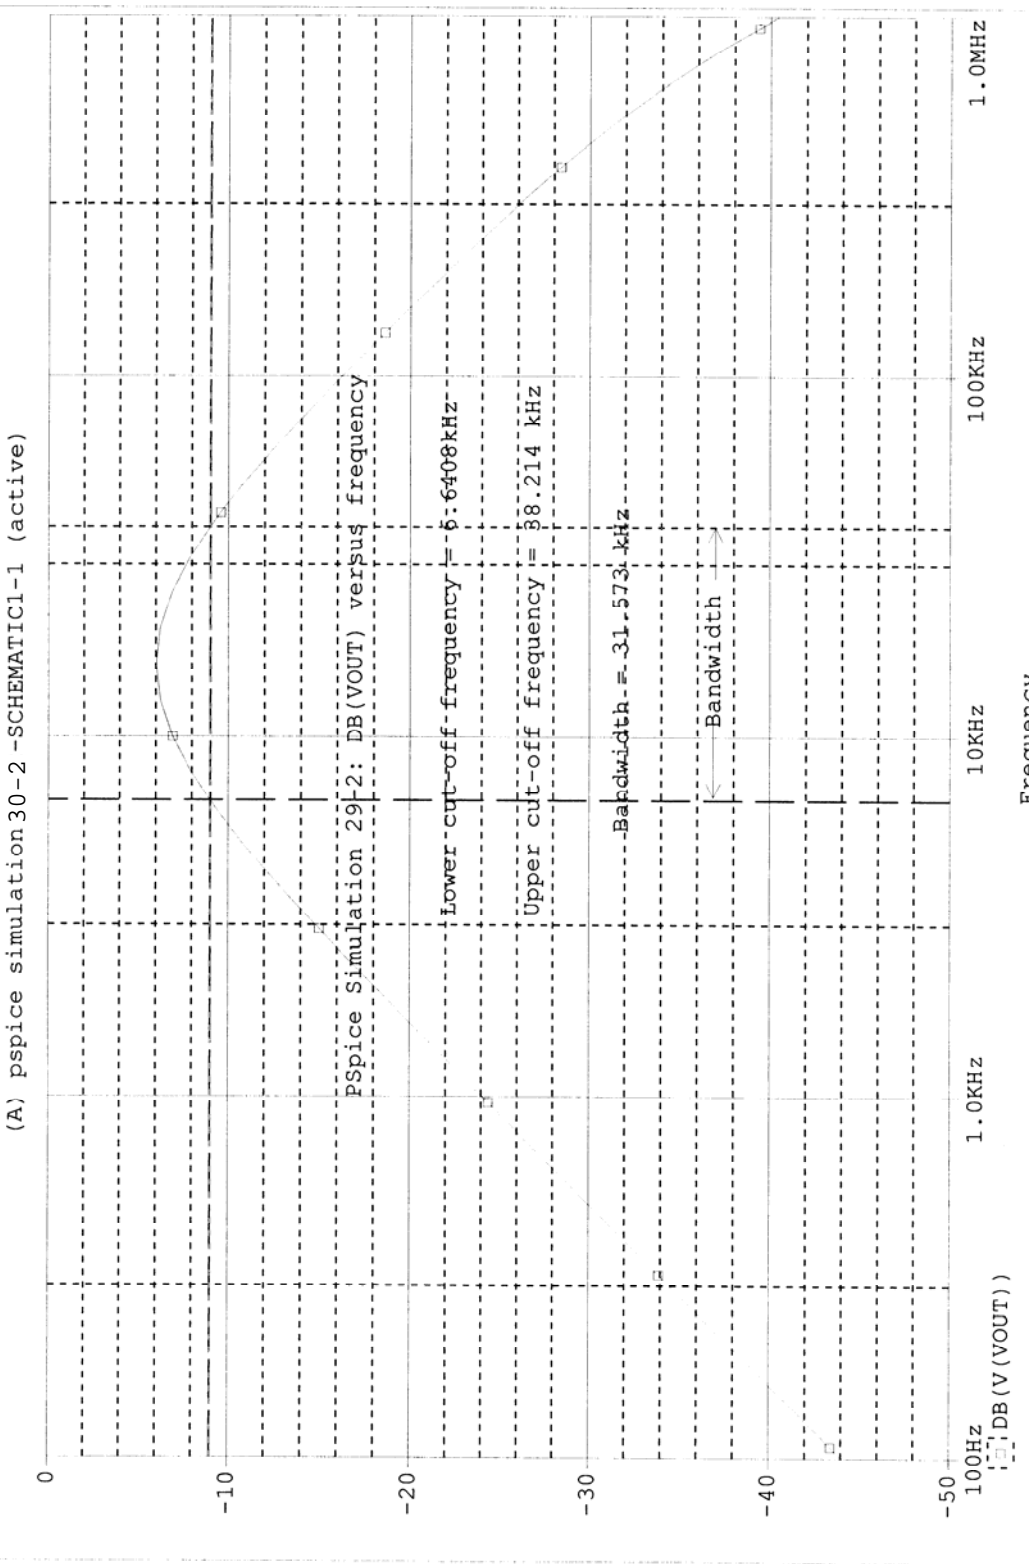 (A) pspice simulation 30-2 -SCHEMATIC1-1 (active)
0
-10
-20
-30
-40
-50
PSpice Simulation 29-2: DB(VOUT) versus frequency
Lower cut-off frequency = 6.6408kHz
Upper cut-off frequency = 38.214 kHz
Bandwidth = 31.573 kHz
Bandwidth
100Hz
1.0KHz
10KHz
100KHz
1.0MHz
DB(V(VOUT))
Frequency